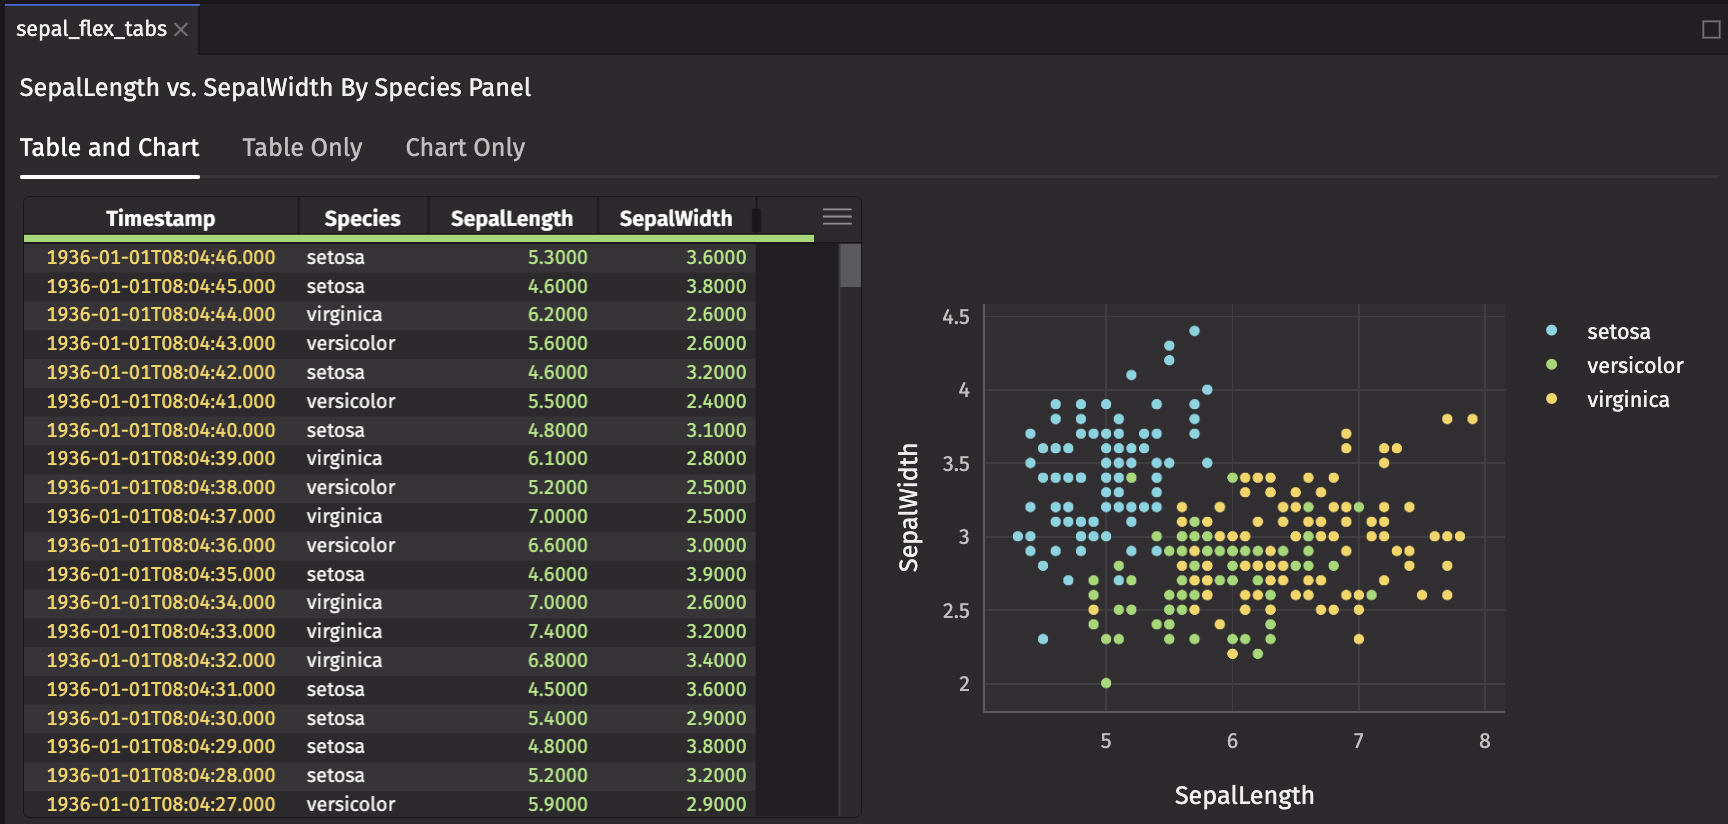 sepal_flex_tabs
SepalLength vs. SepalWidth By Species Panel
Table and Chart Table Only Chart Only
Timestamp Species SepalLength SepalWidth
1936-01-01T08:04:46.000 setosa 5.3000 3.6000
1936-01-01T08:04:45.000 setosa 4.6000 3.8000
1936-01-01T08:04:44.000 virginica 6.2000 2.6000
1936-01-01T08:04:43.000 versicolor 5.6000 2.6000
1936-01-01T08:04:42.000 setosa 4.6000 3.2000
1936-01-01T08:04:41.000 versicolor 5.5000 2.4000
1936-01-01T08:04:40.000 setosa 4.8000 3.1000
1936-01-01T08:04:39.000 virginica 6.1000 2.8000
1936-01-01T08:04:38.000 versicolor 5.2000 2.5000
1936-01-01T08:04:37.000 virginica 7.0000 2.5000
1936-01-01T08:04:36.000 versicolor 6.6000 3.0000
1936-01-01T08:04:35.000 setosa 4.6000 3.9000
1936-01-01T08:04:34.000 virginica 7.0000 2.6000
1936-01-01T08:04:33.000 virginica 7.4000 3.2000
1936-01-01T08:04:32.000 virginica 6.8000 3.4000
1936-01-01T08:04:31.000 setosa 4.5000 3.6000
1936-01-01T08:04:30.000 setosa 5.4000 2.9000
1936-01-01T08:04:29.000 setosa 4.8000 3.8000
1936-01-01T08:04:28.000 setosa 5.2000 3.2000
1936-01-01T08:04:27.000 versicolor 5.9000 2.9000
SepalWidth
4.5
4
3.5
3
2.5
2
5 6 7 8
SepalLength
setosa
versicolor
virginica